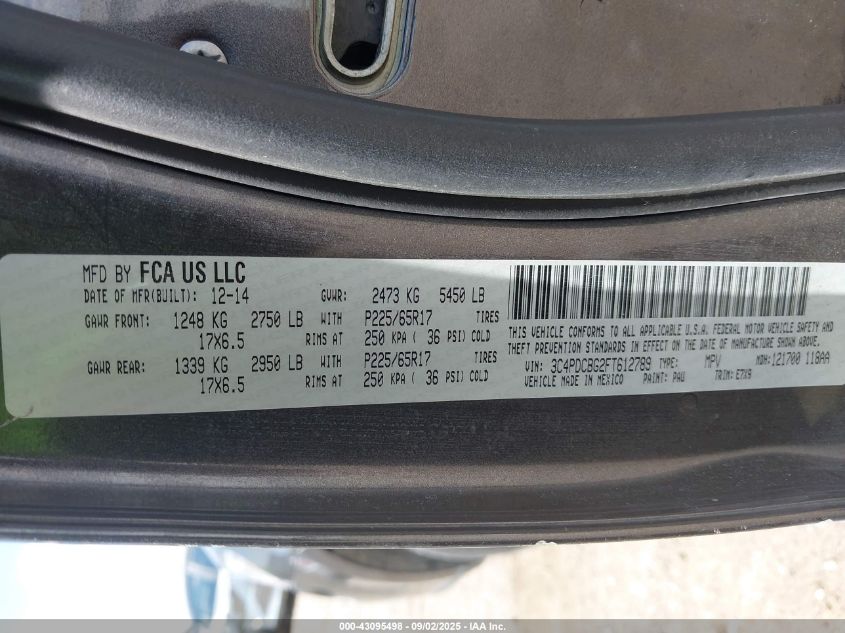 MFD BY FCA US LLC
DATE OF MFR(BUILT): 12-14 GVWR: 2473 KG 5450 LB
GAWR FRONT: 1248 KG 2750 LB WITH P225/65R17 TIRES
17X6.5 RIMS AT 250 KPA ( 36 PSI) COLD
GAWR REAR: 1339 KG 2950 LB WITH P225/65R17 TIRES
17X6.5 RIMS AT 250 KPA ( 36 PSI) COLD
THIS VEHICLE CONFORMS TO ALL APPLICABLE U.S.A. FEDERAL MOTOR VEHICLE SAFETY AND
THEFT PREVENTION STANDARDS IN EFFECT ON THE DATE OF MANUFACTURE SHOWN ABOVE.
VIN: 3C4PDCBG2FT612789 TYPE: MPV MDH: 121700 118AA
VEHICLE MADE IN MEXICO PAINT: PAU TRIM: E7X9
000-43095498 - 09/02/2025 - IAA Inc.